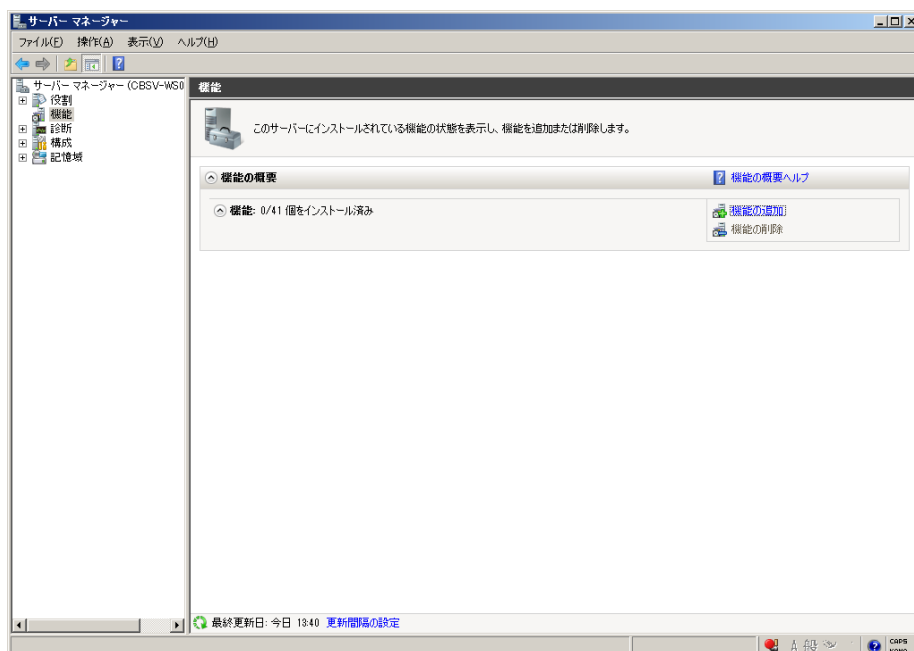 サーバー マネージャー
ファイル(F) 操作(A) 表示(V) ヘルプ(H)
サーバー マネージャー (CBSV-WS0
役割
機能
診断
構成
記憶域
機能
このサーバーにインストールされている機能の状態を表示し、機能を追加または削除します。
機能の概要
機能の概要ヘルプ
機能: 0/41 個をインストール済み
機能の追加
機能の削除
最終更新日: 今日 13:40 更新間隔の設定
A 般
CAPS